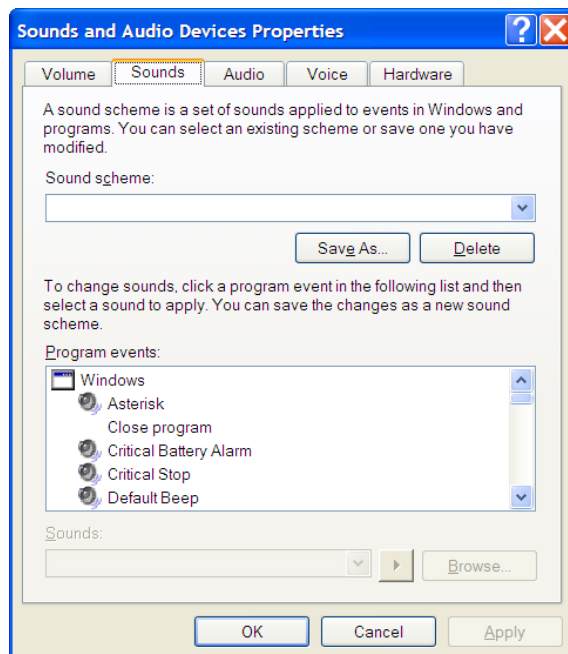 Sounds and Audio Devices Properties
Volume Sounds Audio Voice Hardware
A sound scheme is a set of sounds applied to events in Windows and
programs. You can select an existing scheme or save one you have
modified.
Sound scheme:
Save As... Delete
To change sounds, click a program event in the following list and then
select a sound to apply. You can save the changes as a new sound
scheme.
Program events:
Windows
Asterisk
Close program
Critical Battery Alarm
Critical Stop
Default Beep
Sounds:
Browse...
OK Cancel Apply